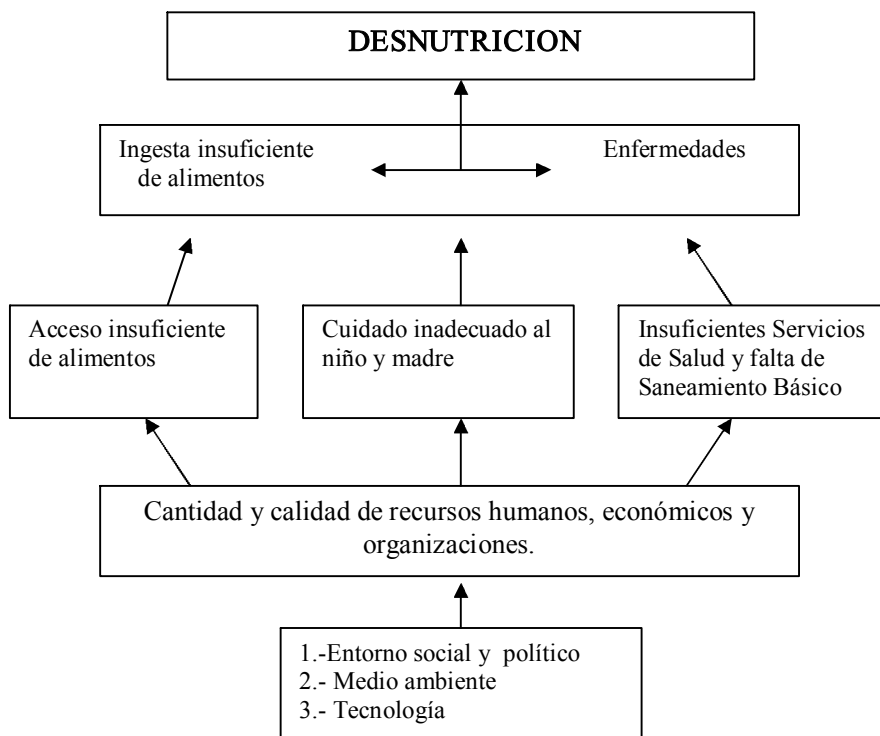 DESNUTRICION
Ingesta insuficiente
de alimentos
Enfermedades
Acceso insuficiente
de alimentos
Cuidado inadecuado al
niño y madre
Insuficientes Servicios
de Salud y falta de
Saneamiento Básico
Cantidad y calidad de recursos humanos, económicos y
organizaciones.
1.-Entorno social y político
2.- Medio ambiente
3.- Tecnología